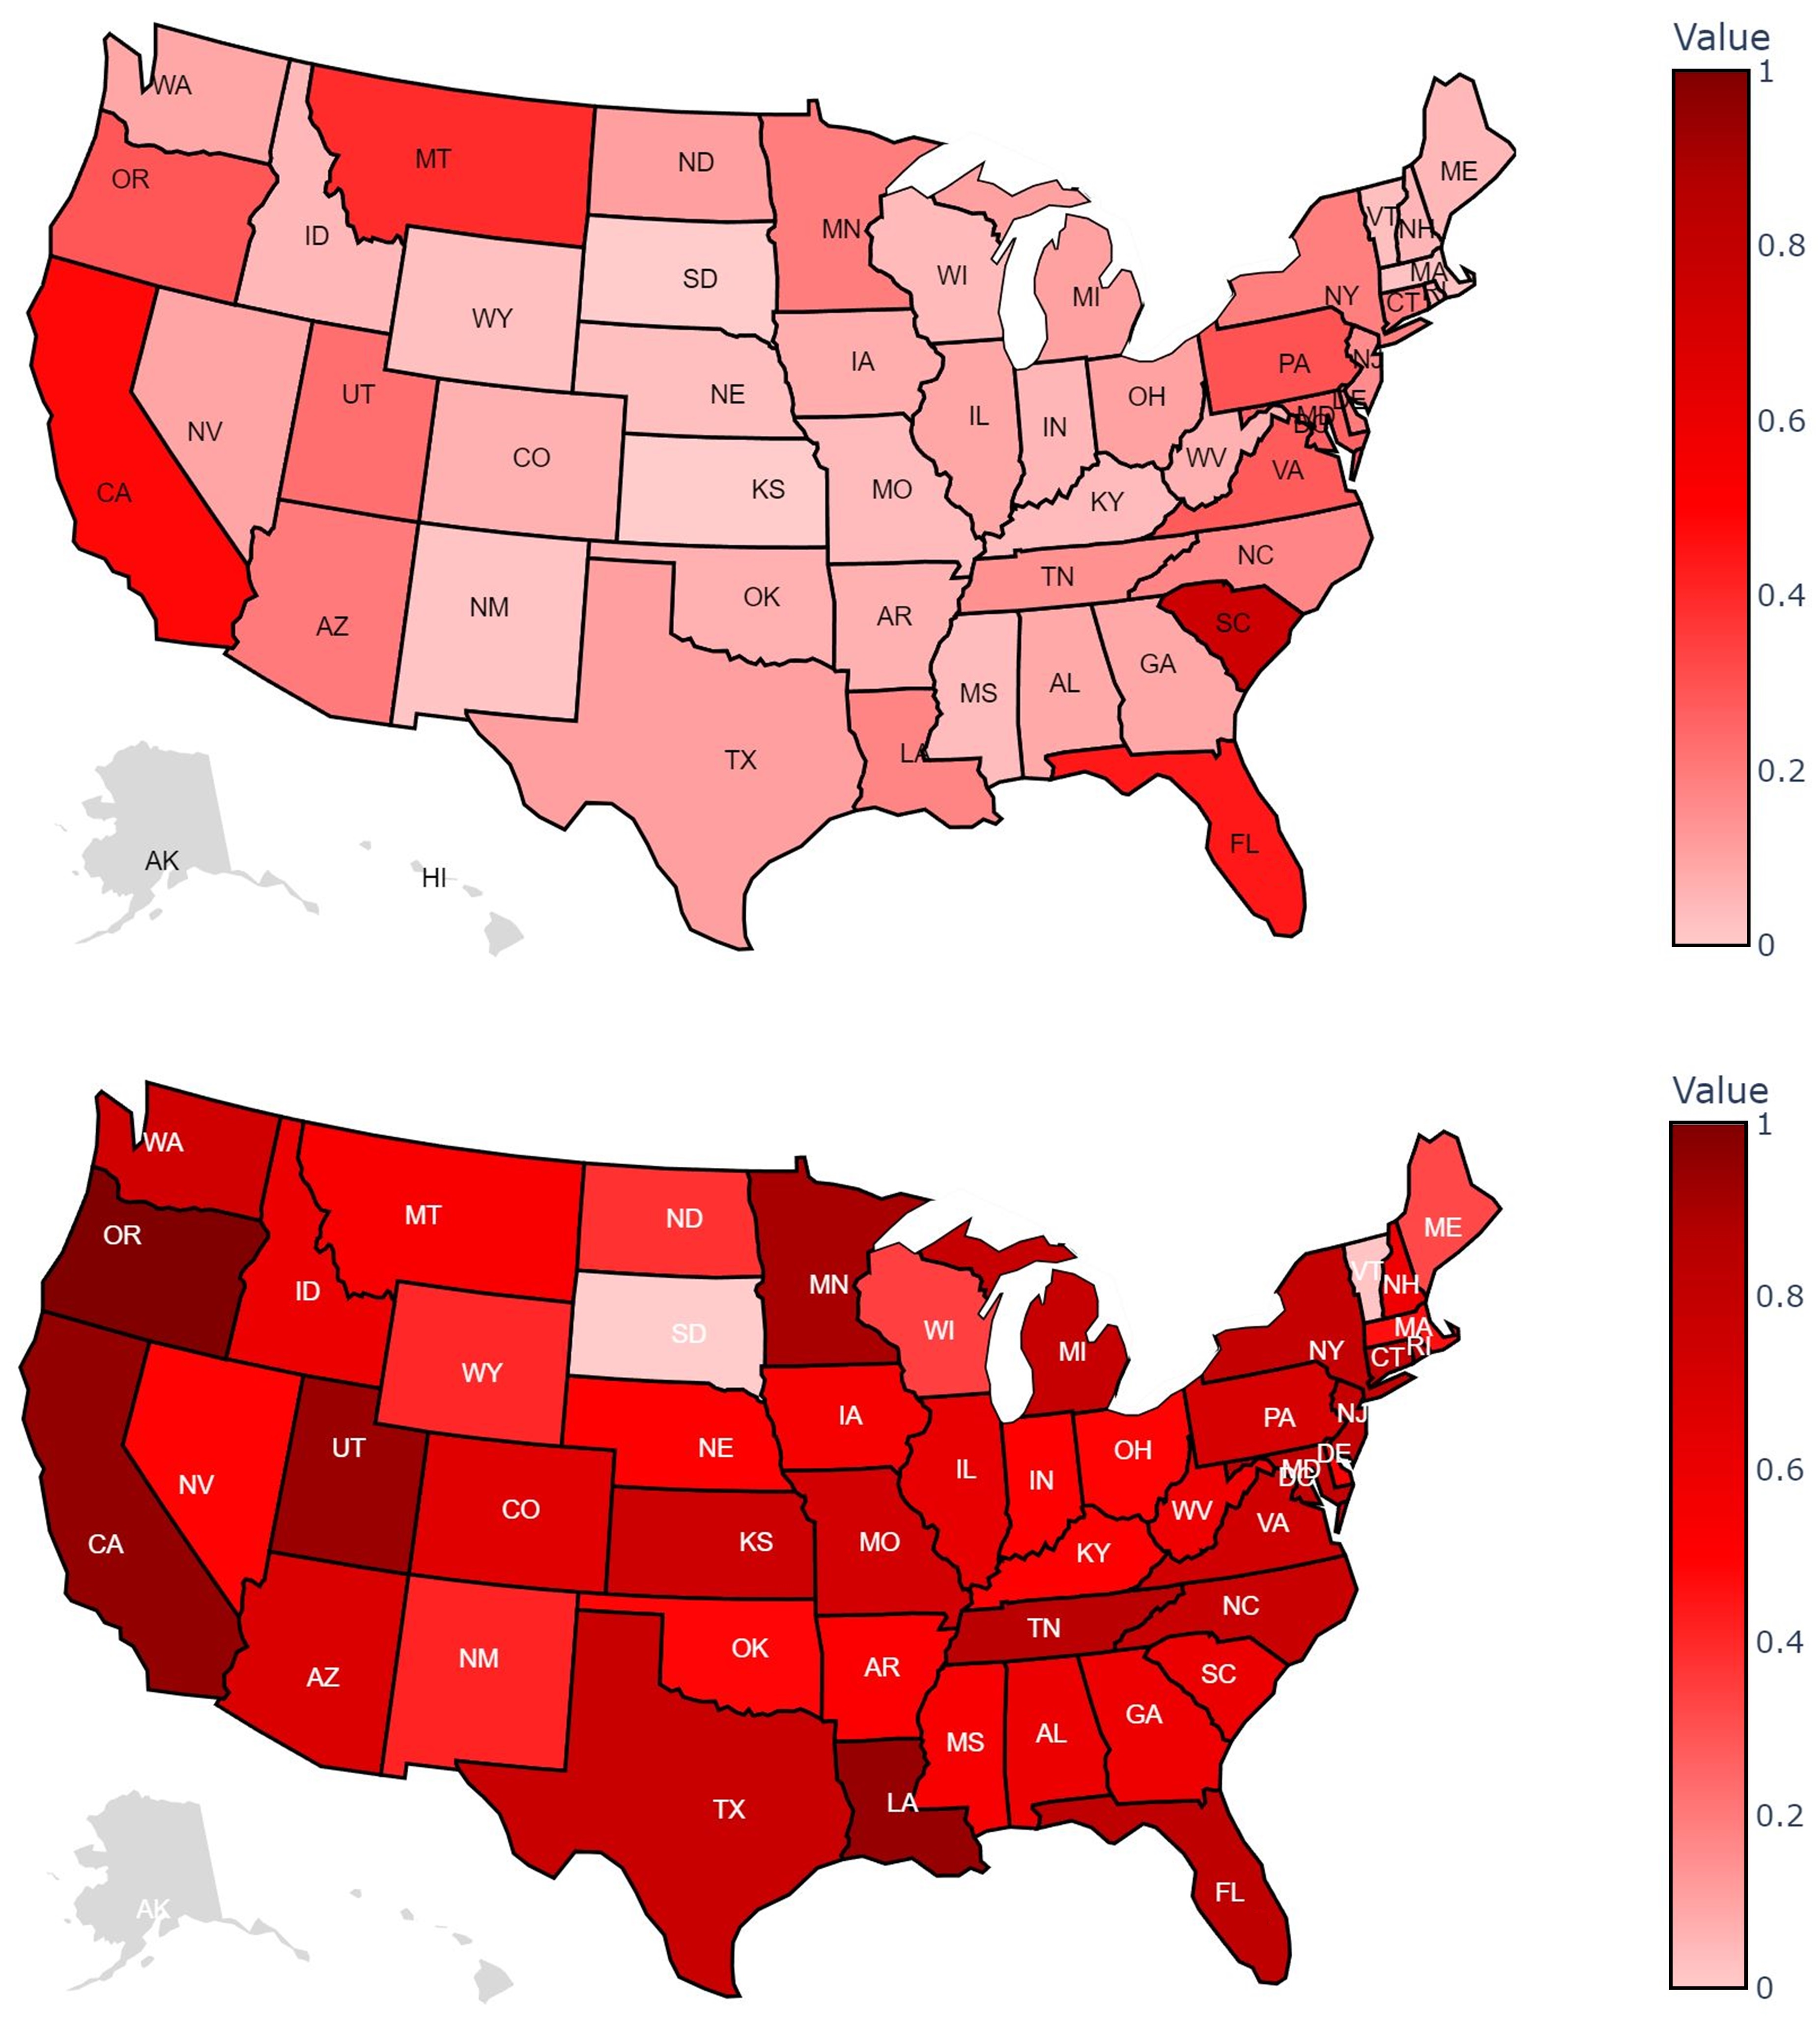 Value
1
WA
ME
MT
ND
OR
VT
NH
MN
ID
SD
WI
MA
0.8
MI
NY
CT
RI
WY
IA
PA
NJ
UT
NE
OH
DE
IL
MD
0.6
NV
CO
IN
DC
WV
VA
CA
KS
MO
KY
NC
TN
0.4
NM
OK
AR
AZ
SC
GA
MS
AL
TX
LA
0.2
FL
AK
HI
0
Value
1
WA
MT
ND
ME
OR
VT
MN
NH
ID
SD
WI
0.8
MA
RI
NY
MI
CT
WY
IA
PA
NJ
UT
NE
OH
DE
IL
MD
0.6
NV
IN
DC
CO
WV
VA
CA
KS
MO
KY
NC
TN
0.4
OK
NM
AR
AZ
SC
GA
AL
MS
TX
LA
0.2
FL
AK
0